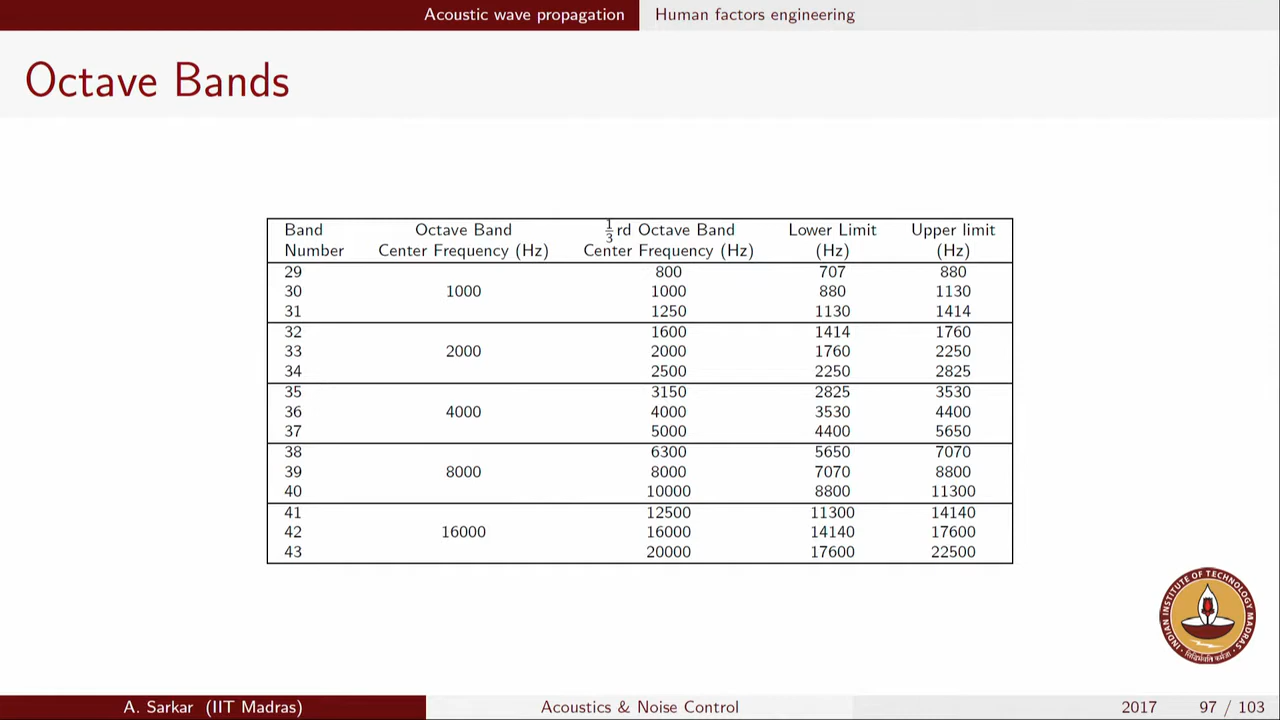 Acoustic wave propagation Human factors engineering
Octave Bands
Band Octave Band 1/3rd Octave Band Lower Limit Upper limit
Number Center Frequency (Hz) Center Frequency (Hz) (Hz) (Hz)
29 800 707 880
30 1000 1000 880 1130
31 1250 1130 1414
32 1600 1414 1760
33 2000 2000 1760 2250
34 2500 2250 2825
35 3150 2825 3530
36 4000 4000 3530 4400
37 5000 4400 5650
38 6300 5650 7070
39 8000 8000 7070 8800
40 10000 8800 11300
41 12500 11300 14140
42 16000 16000 14140 17600
43 20000 17600 22500
INDIAN INSTITUTE OF TECHNOLOGY MADRAS
A. Sarkar (IIT Madras) Acoustics & Noise Control 2017 97 / 103